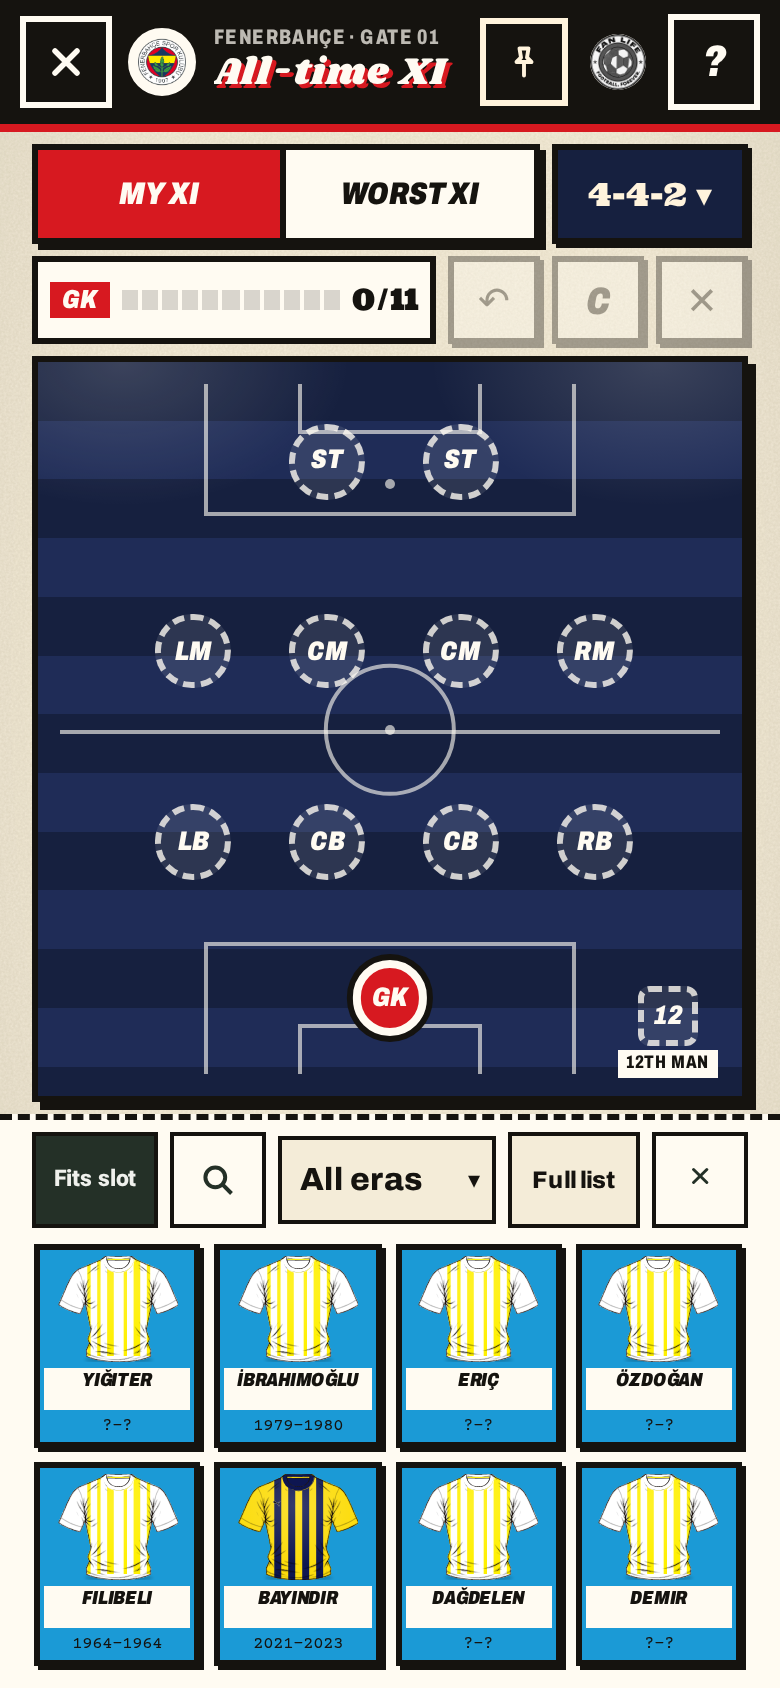 FENERBAHÇE · GATE 01
All-time XI
?
MY XI
WORST XI
4-4-2 ▾
GK
0/11
↶
C
✕
ST
ST
LM
CM
CM
RM
LB
CB
CB
RB
GK
12
12TH MAN
Fits slot
All eras ▾
Full list
✕
YIĞITER
İBRAHIMOĞLU
ERIÇ
ÖZDOĞAN
?–?
1979–1980
?–?
?–?
FILIBELI
BAYINDIR
DAĞDELEN
DEMIR
1964–1964
2021–2023
?–?
?–?